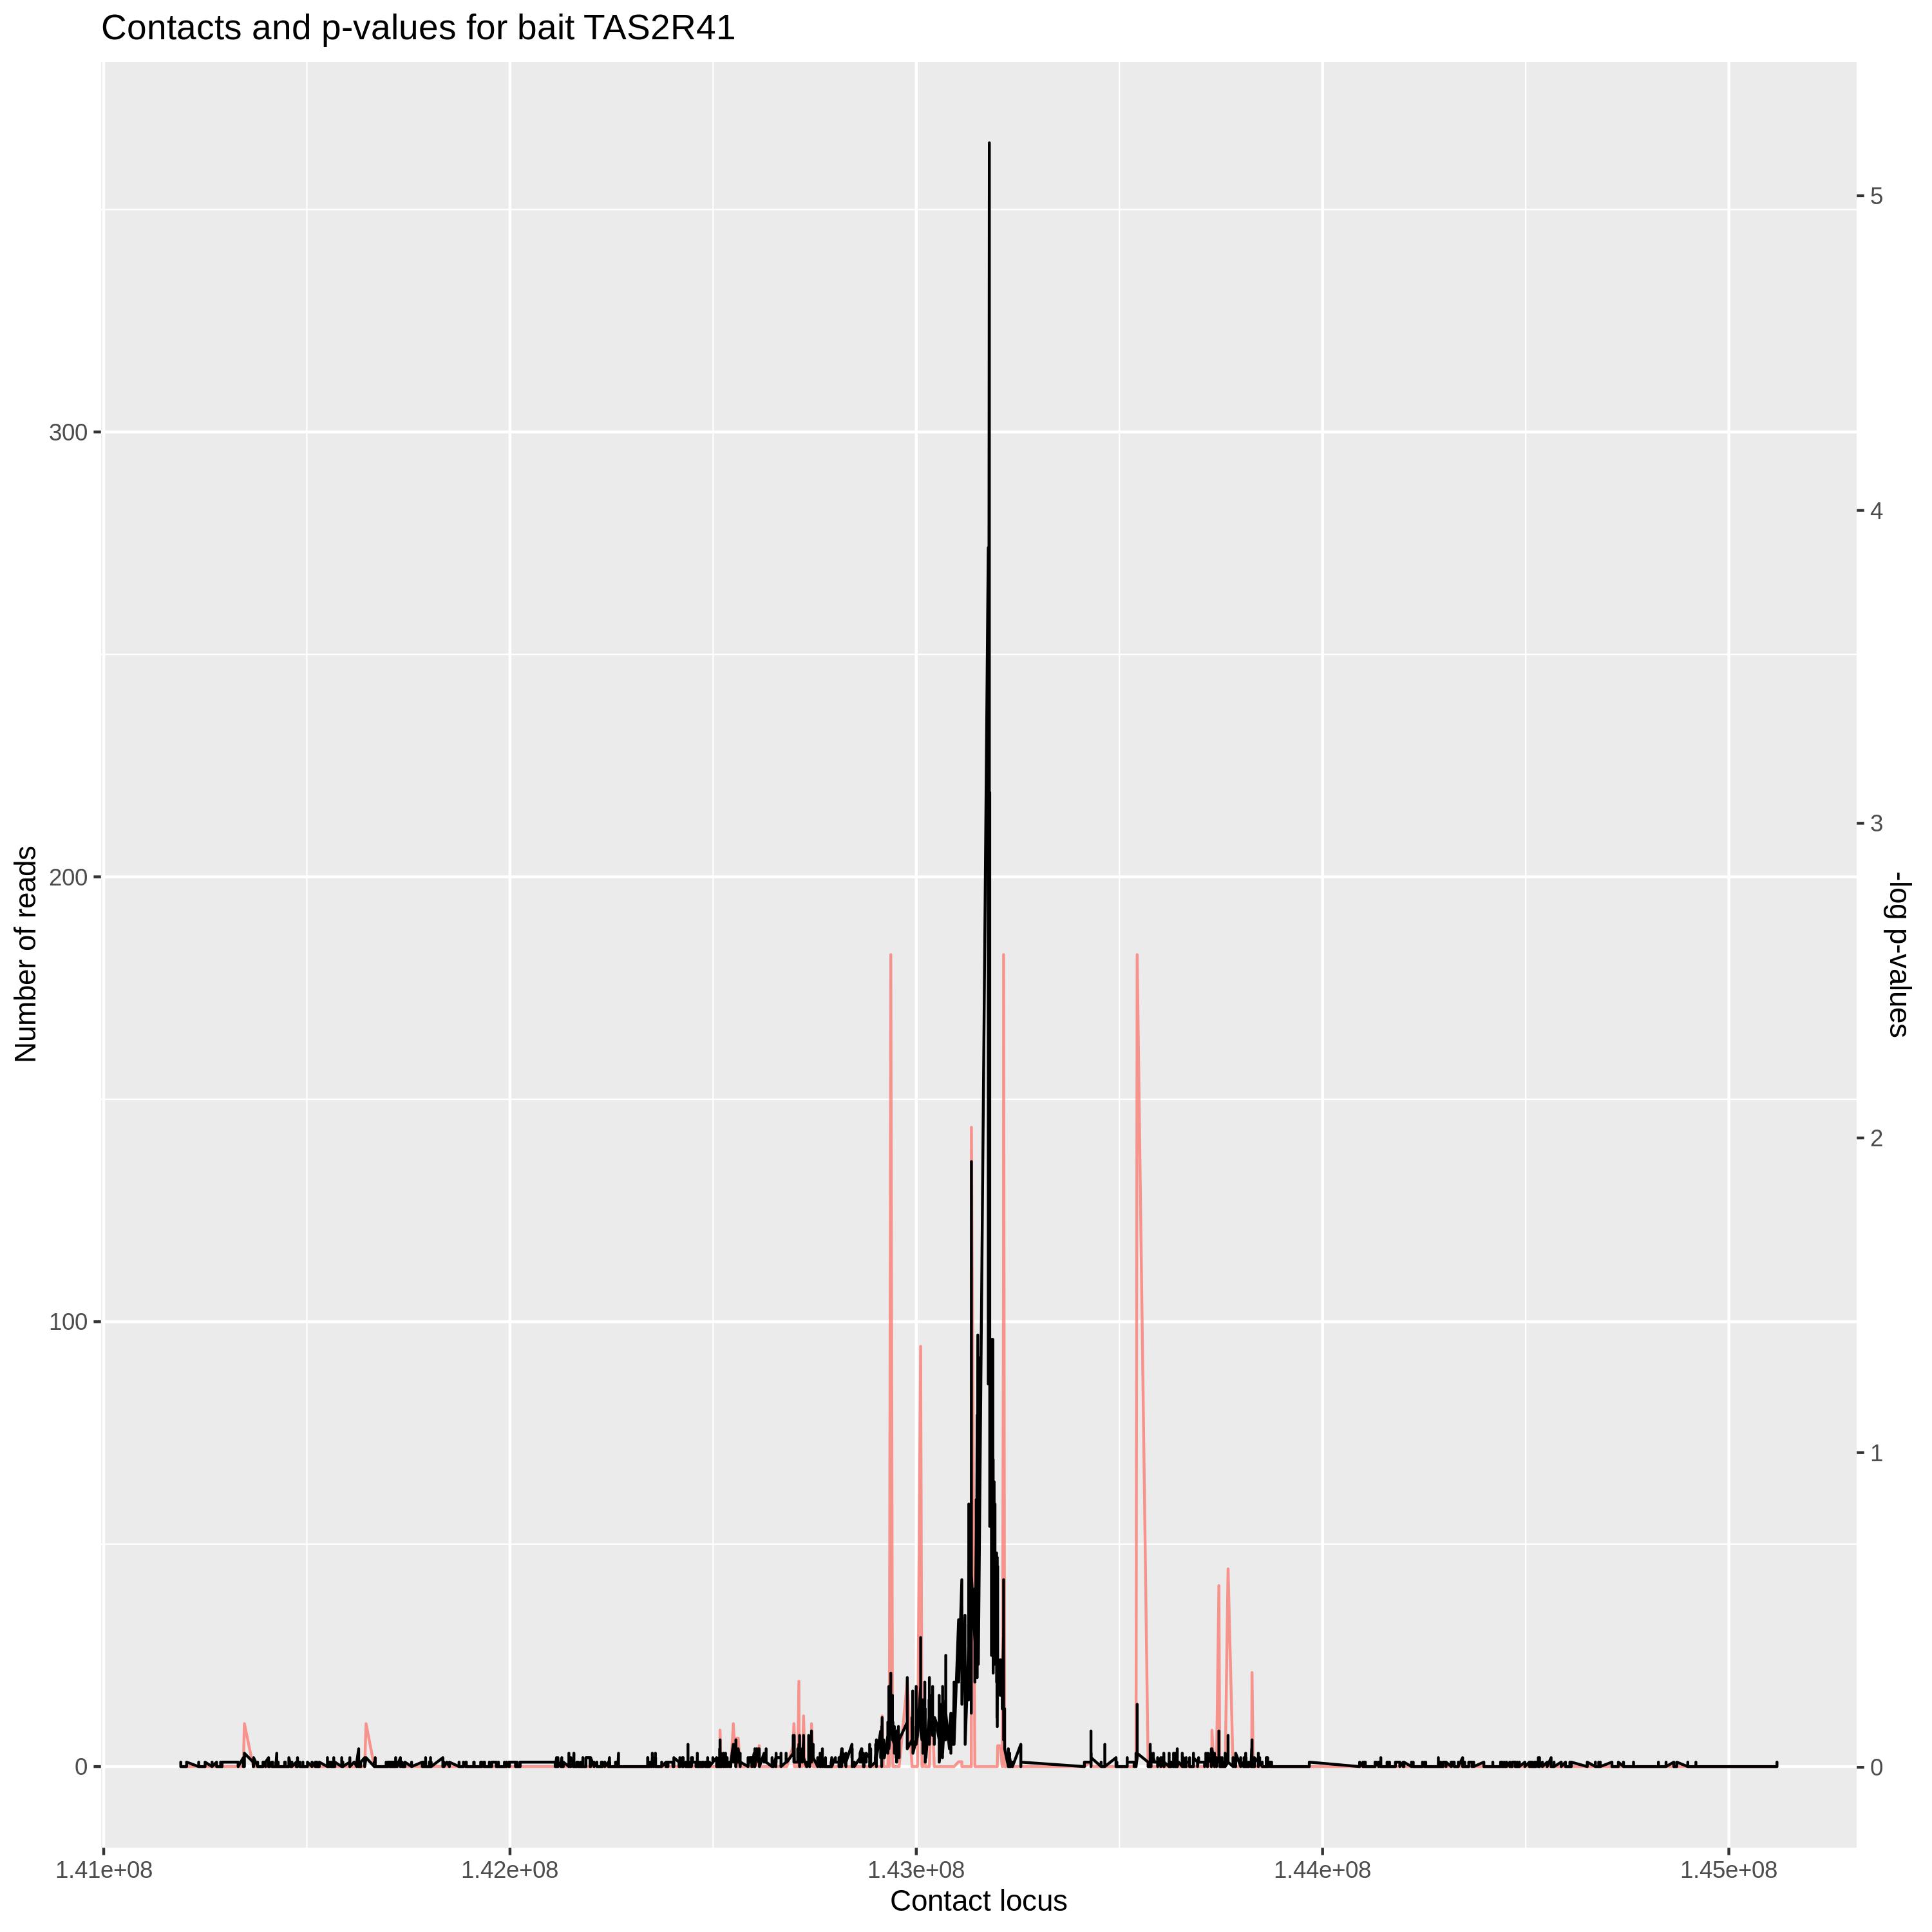 Contacts and p-values for bait TAS2R41
Number of reads
300
200
100
0
5
4
3
2
1
0
-log p-values
1.41e+08
1.42e+08
1.43e+08
1.44e+08
1.45e+08
Contact locus